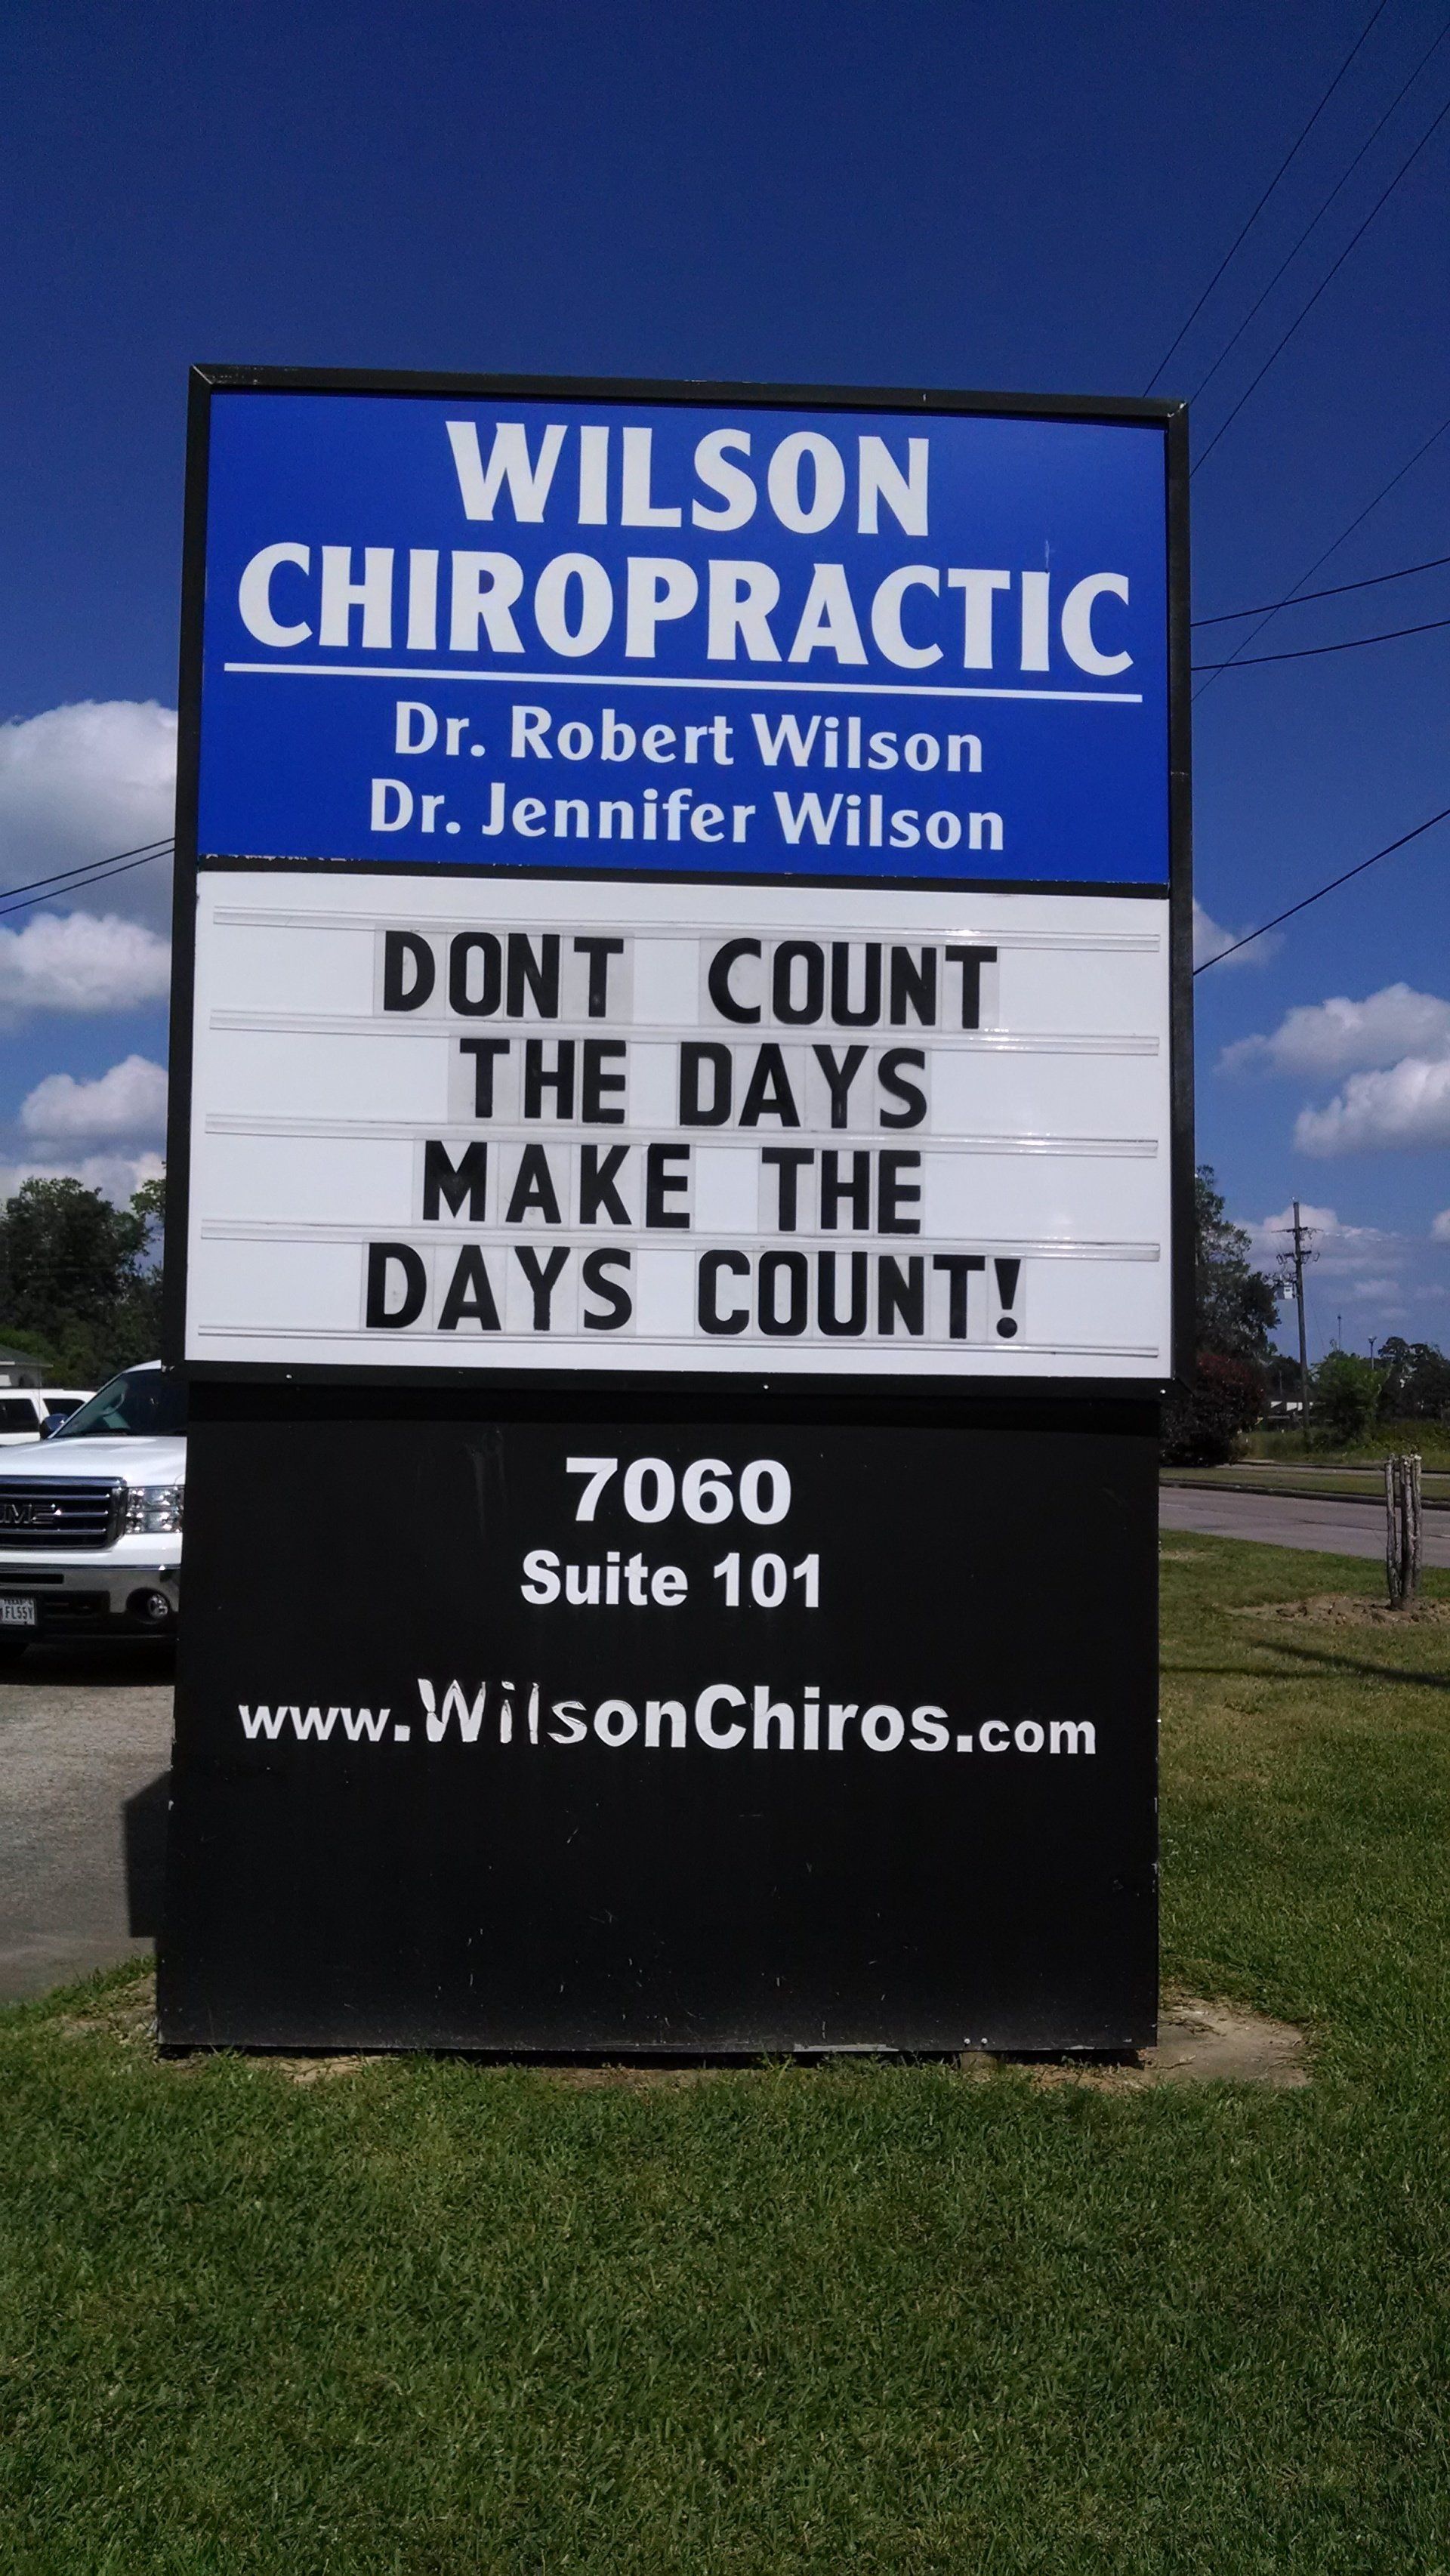 WILSON
CHIROPRACTIC
Dr. Robert Wilson
Dr. Jennifer Wilson
DONT COUNT
THE DAYS
MAKE THE
DAYS COUNT!
7060
Suite 101
www.WilsonChiros.com